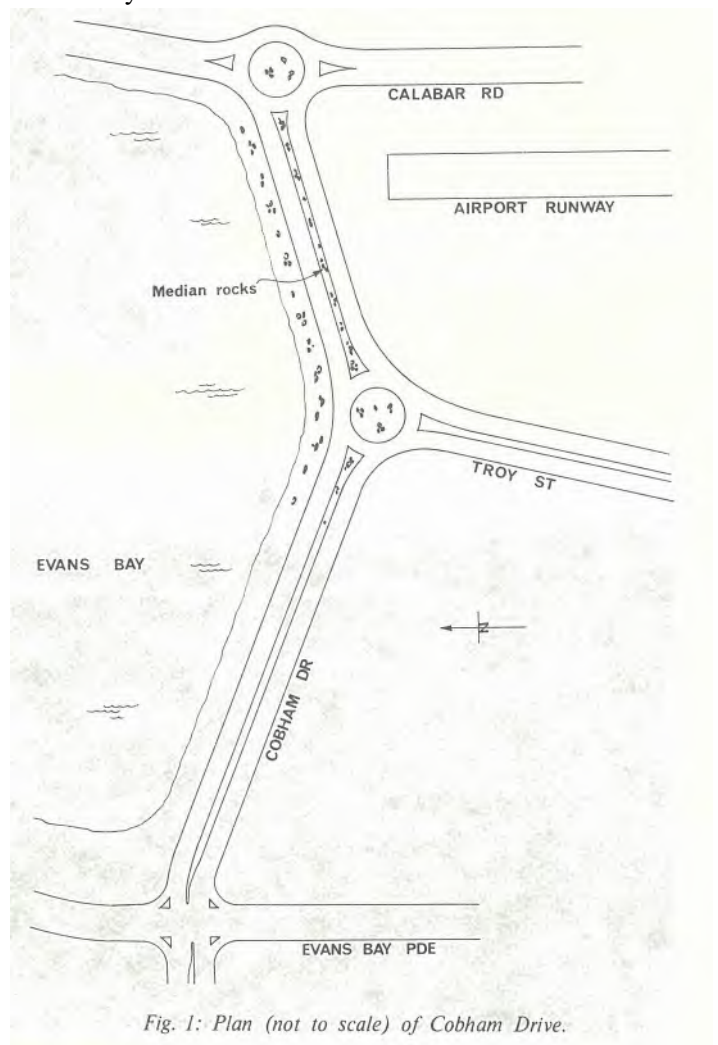 CALABAR RD
AIRPORT RUNWAY
Median rocks
TROY ST
EVANS BAY
N
COBHAM DR
EVANS BAY PDE
Fig. 1: Plan (not to scale) of Cobham Drive.